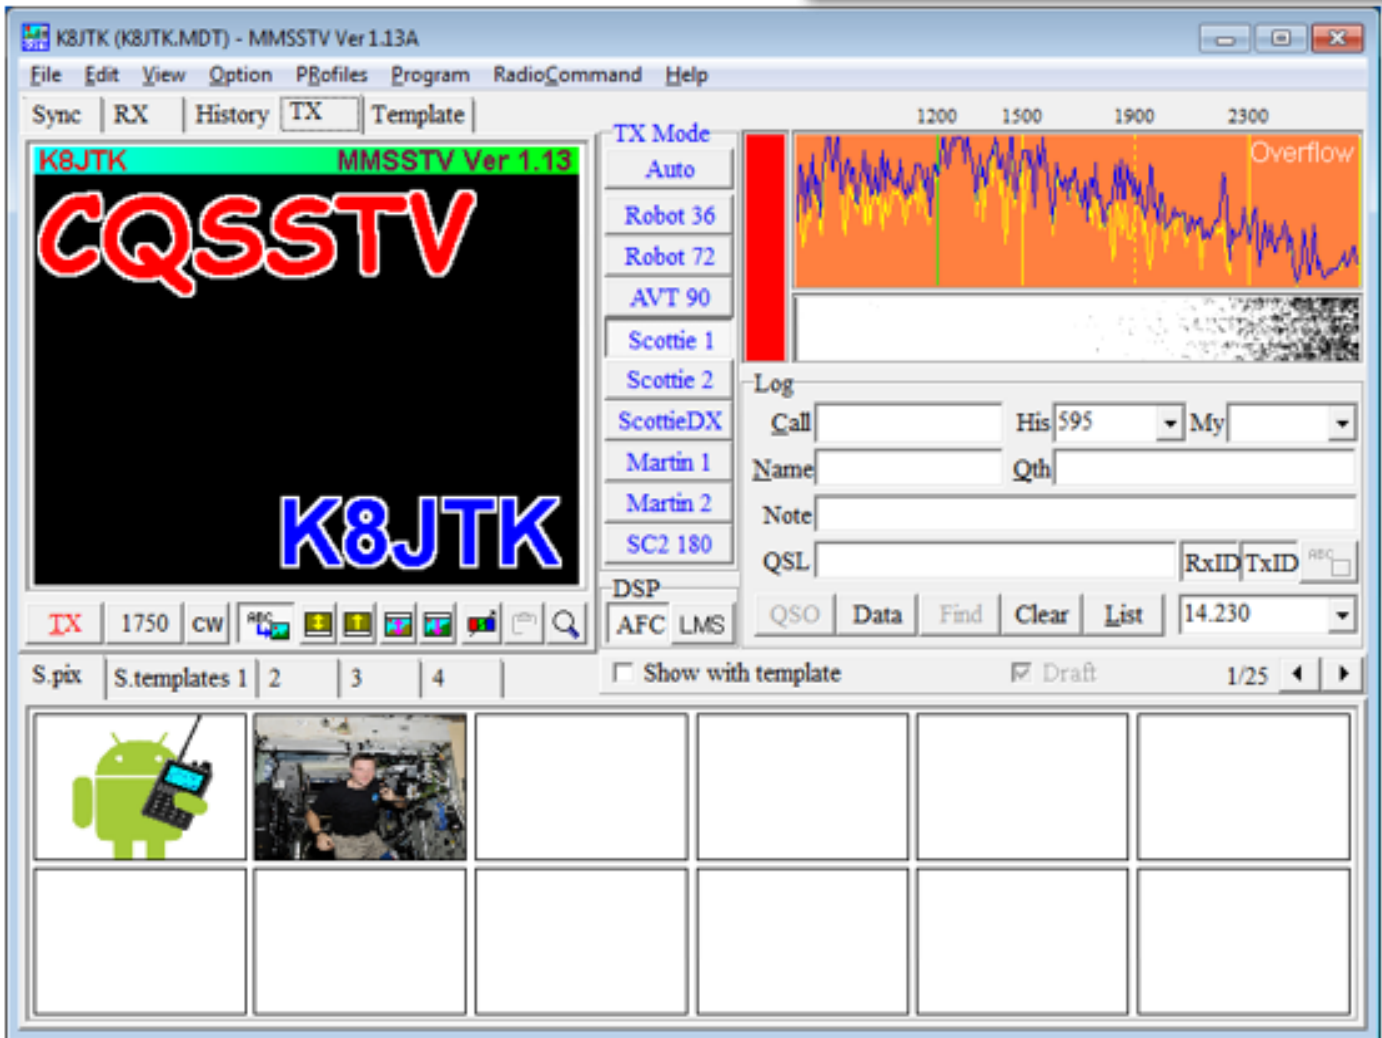 K8JTK (K8JTK.MDT) - MMSSTV Ver 1.13A
File Edit View Option PRofiles Program RadioCommand Help
Sync RX History TX Template
K8JTK MMSSTV Ver 1.13
CQSSTV
K8JTK
TX 1750 CW ABC
TX Mode
Auto
Robot 36
Robot 72
AVT 90
Scottie 1
Scottie 2
ScottieDX
Martin 1
Martin 2
SC2 180
DSP
AFC LMS
1200 1500 1900 2300
Overflow
Log
Call His 595 My
Name Qth
Note
QSL RxID TxID ABC
QSO Data Find Clear List 14.230
S.pix S.templates 1 2 3 4
Show with template Draft 1/25